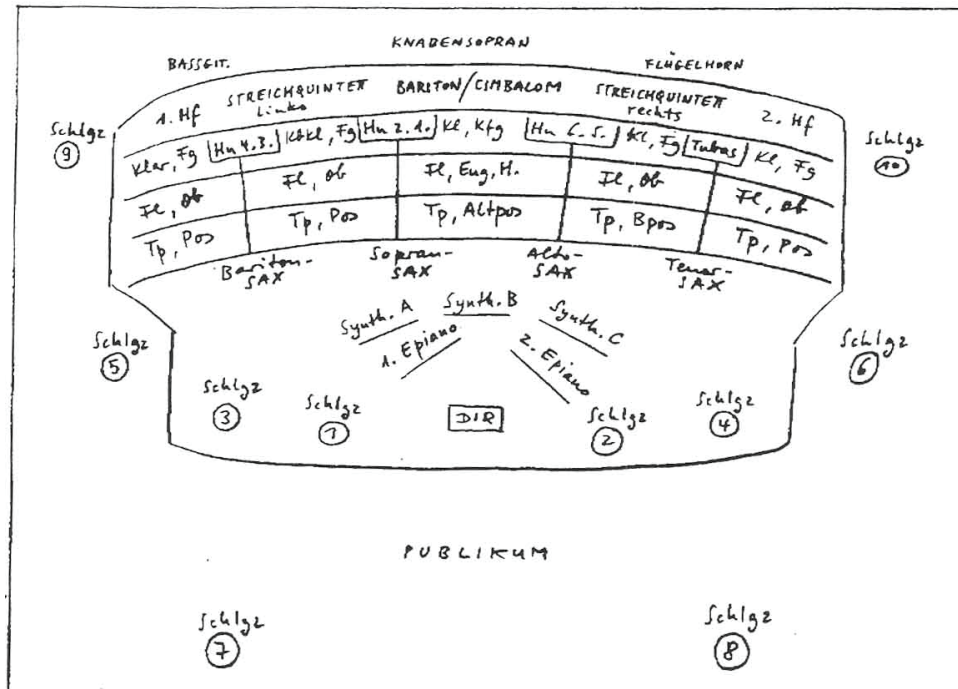 KNABENSOPRAN
BASSGIT. FLÜGELHORN
1. Hf STREICHQUINTETT links BARITON/CIMBALOM STREICHQUINTETT rechts 2. Hf
Schlgz 9 Schlgz 10
Klar, Fg Hn 4.3. KbKl, Fg Hn 2.1. Kl, Kfg Hn 6.5. Kl, Fg Tubas Kl, Fg
Fl, Ob Fl, Ob Fl, Eng. H. Fl, Ob Fl, Ob
Tp, Pos Tp, Pos Tp, Altpos Tp, Bpos Tp, Pos
Bariton-SAX Sopran-SAX Alto-SAX Tenor-SAX
Synth. A Synth. B Synth. C
1. Epiano 2. Epiano
Schlgz 5 Schlgz 6
Schlgz 3 Schlgz 1 DIR Schlgz 2 Schlgz 4
PUBLIKUM
Schlgz 7 Schlgz 8